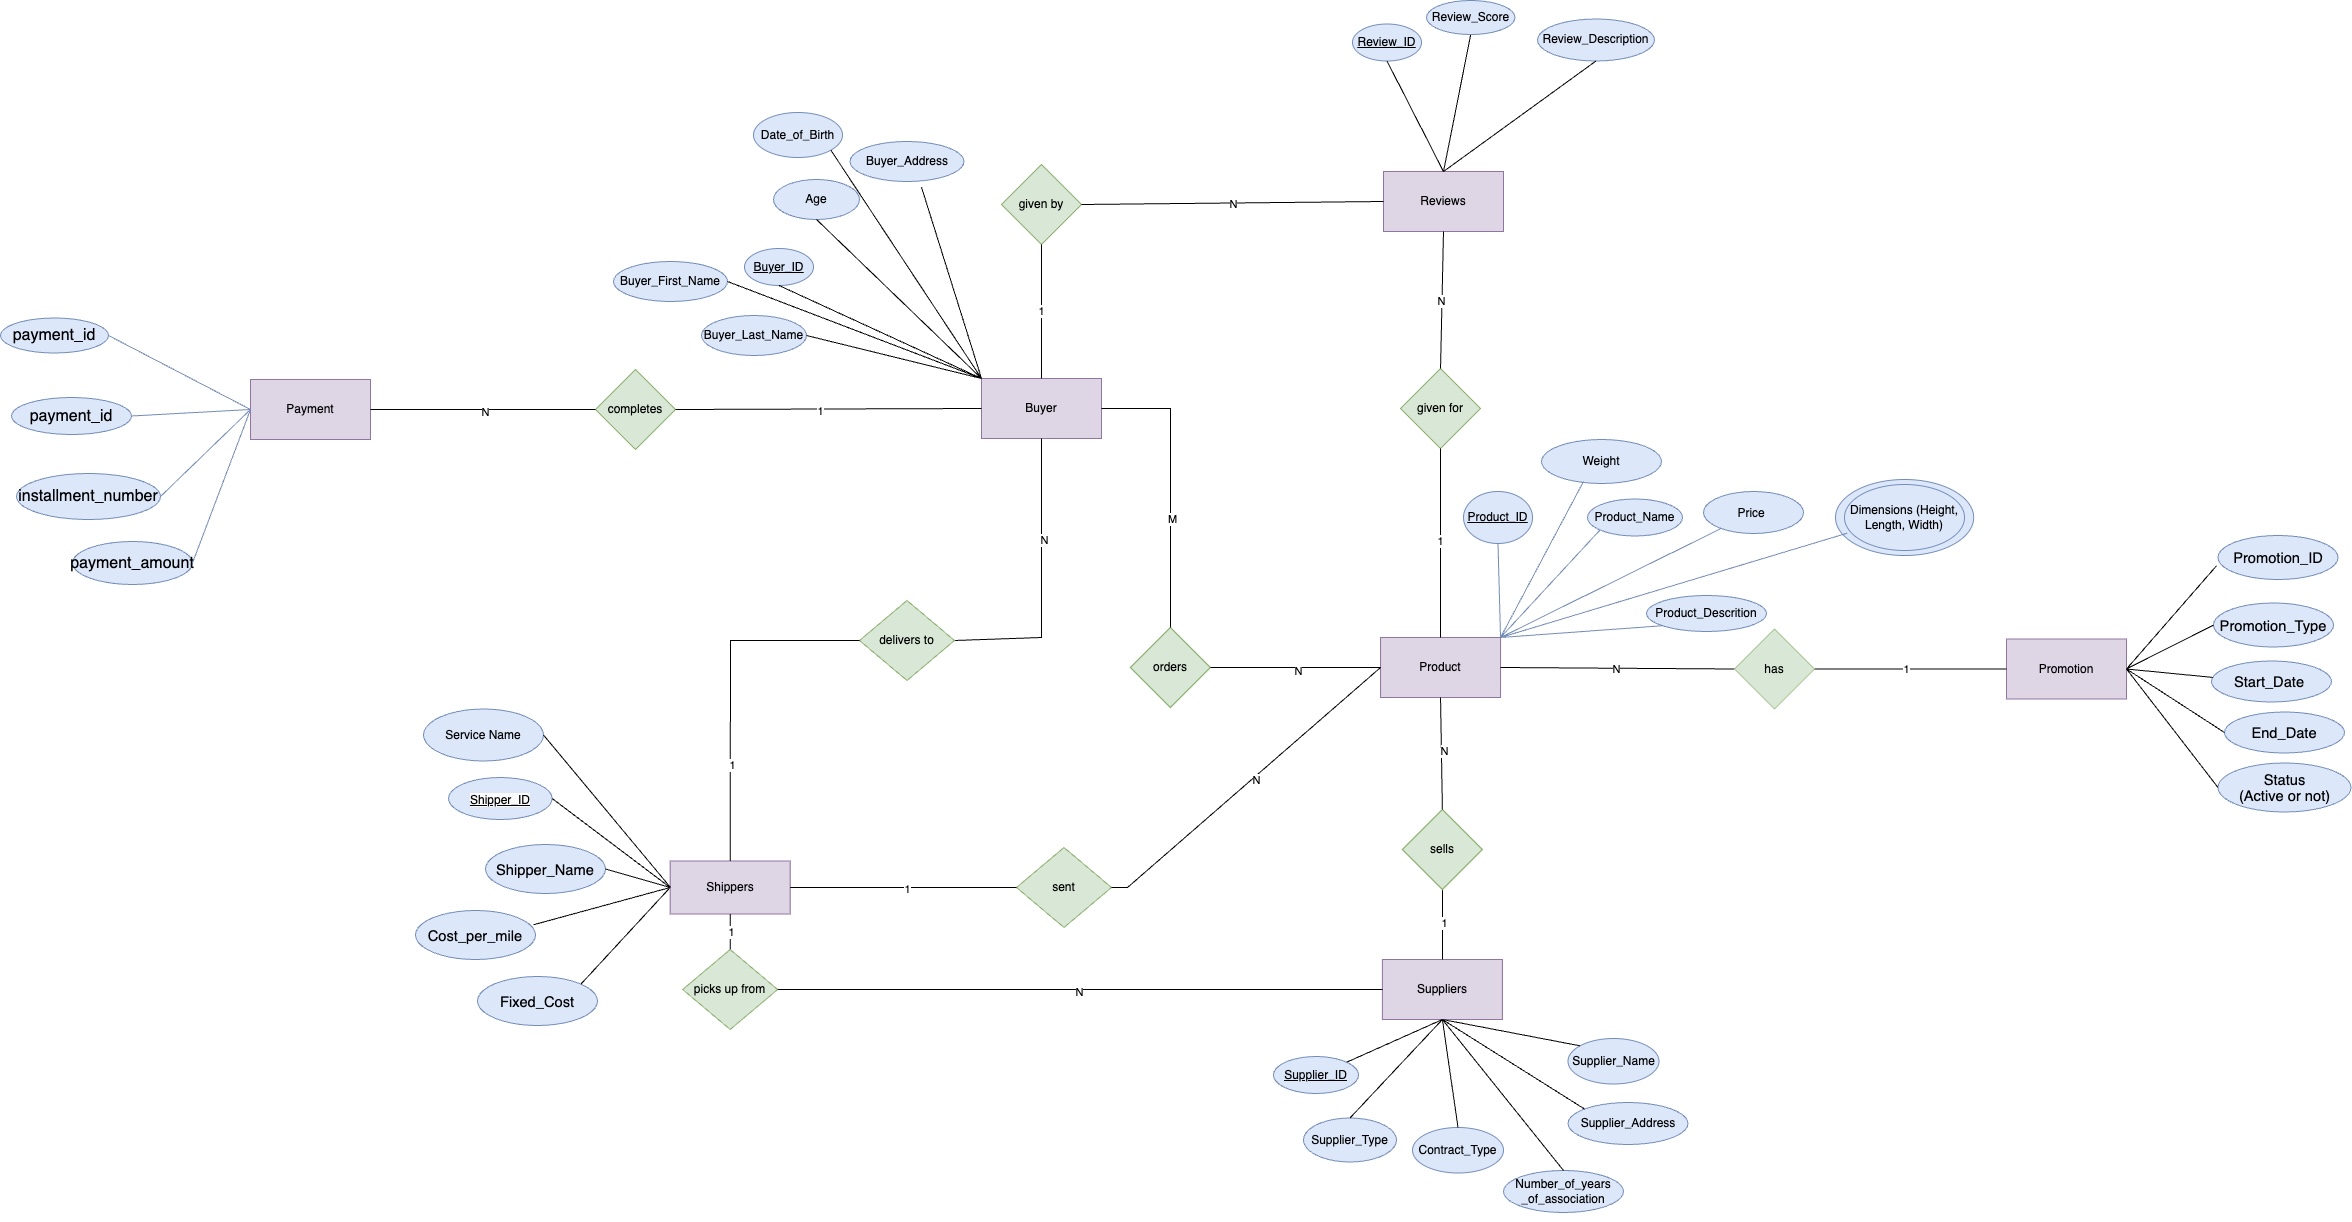 Review_Score
Review_ID
Review_Description
Date_of_Birth
Buyer_Address
Age
given by
N
Reviews
Buyer_ID
Buyer_First_Name
Buyer_Last_Name
1
N
payment_id
payment_id
installment_number
payment_amount
Payment
N
completes
1
Buyer
given for
Weight
Product_ID
Product_Name
Price
Dimensions (Height,
Length, Width)
M
N
1
Product_Descrition
Promotion_ID
Promotion_Type
Start_Date
End_Date
Status
(Active or not)
delivers to
orders
N
Product
N
has
1
Promotion
Service Name
Shipper_ID
Shipper_Name
Cost_per_mile
Fixed_Cost
1
N
N
sells
Shippers
1
sent
1
1
picks up from
N
Suppliers
Supplier_ID
Supplier_Name
Supplier_Type
Contract_Type
Supplier_Address
Number_of_years
_of_association